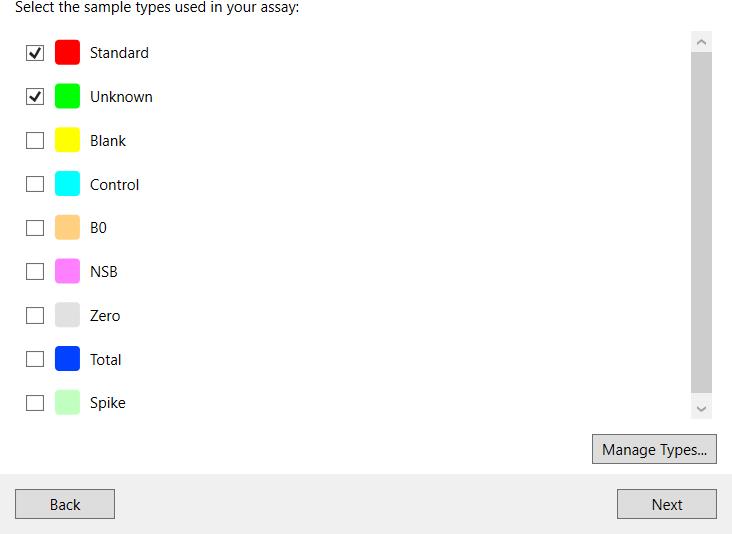 Select the sample types used in your assay:
Standard
Unknown
Blank
Control
B0
NSB
Zero
Total
Spike
Manage Types...
Back
Next